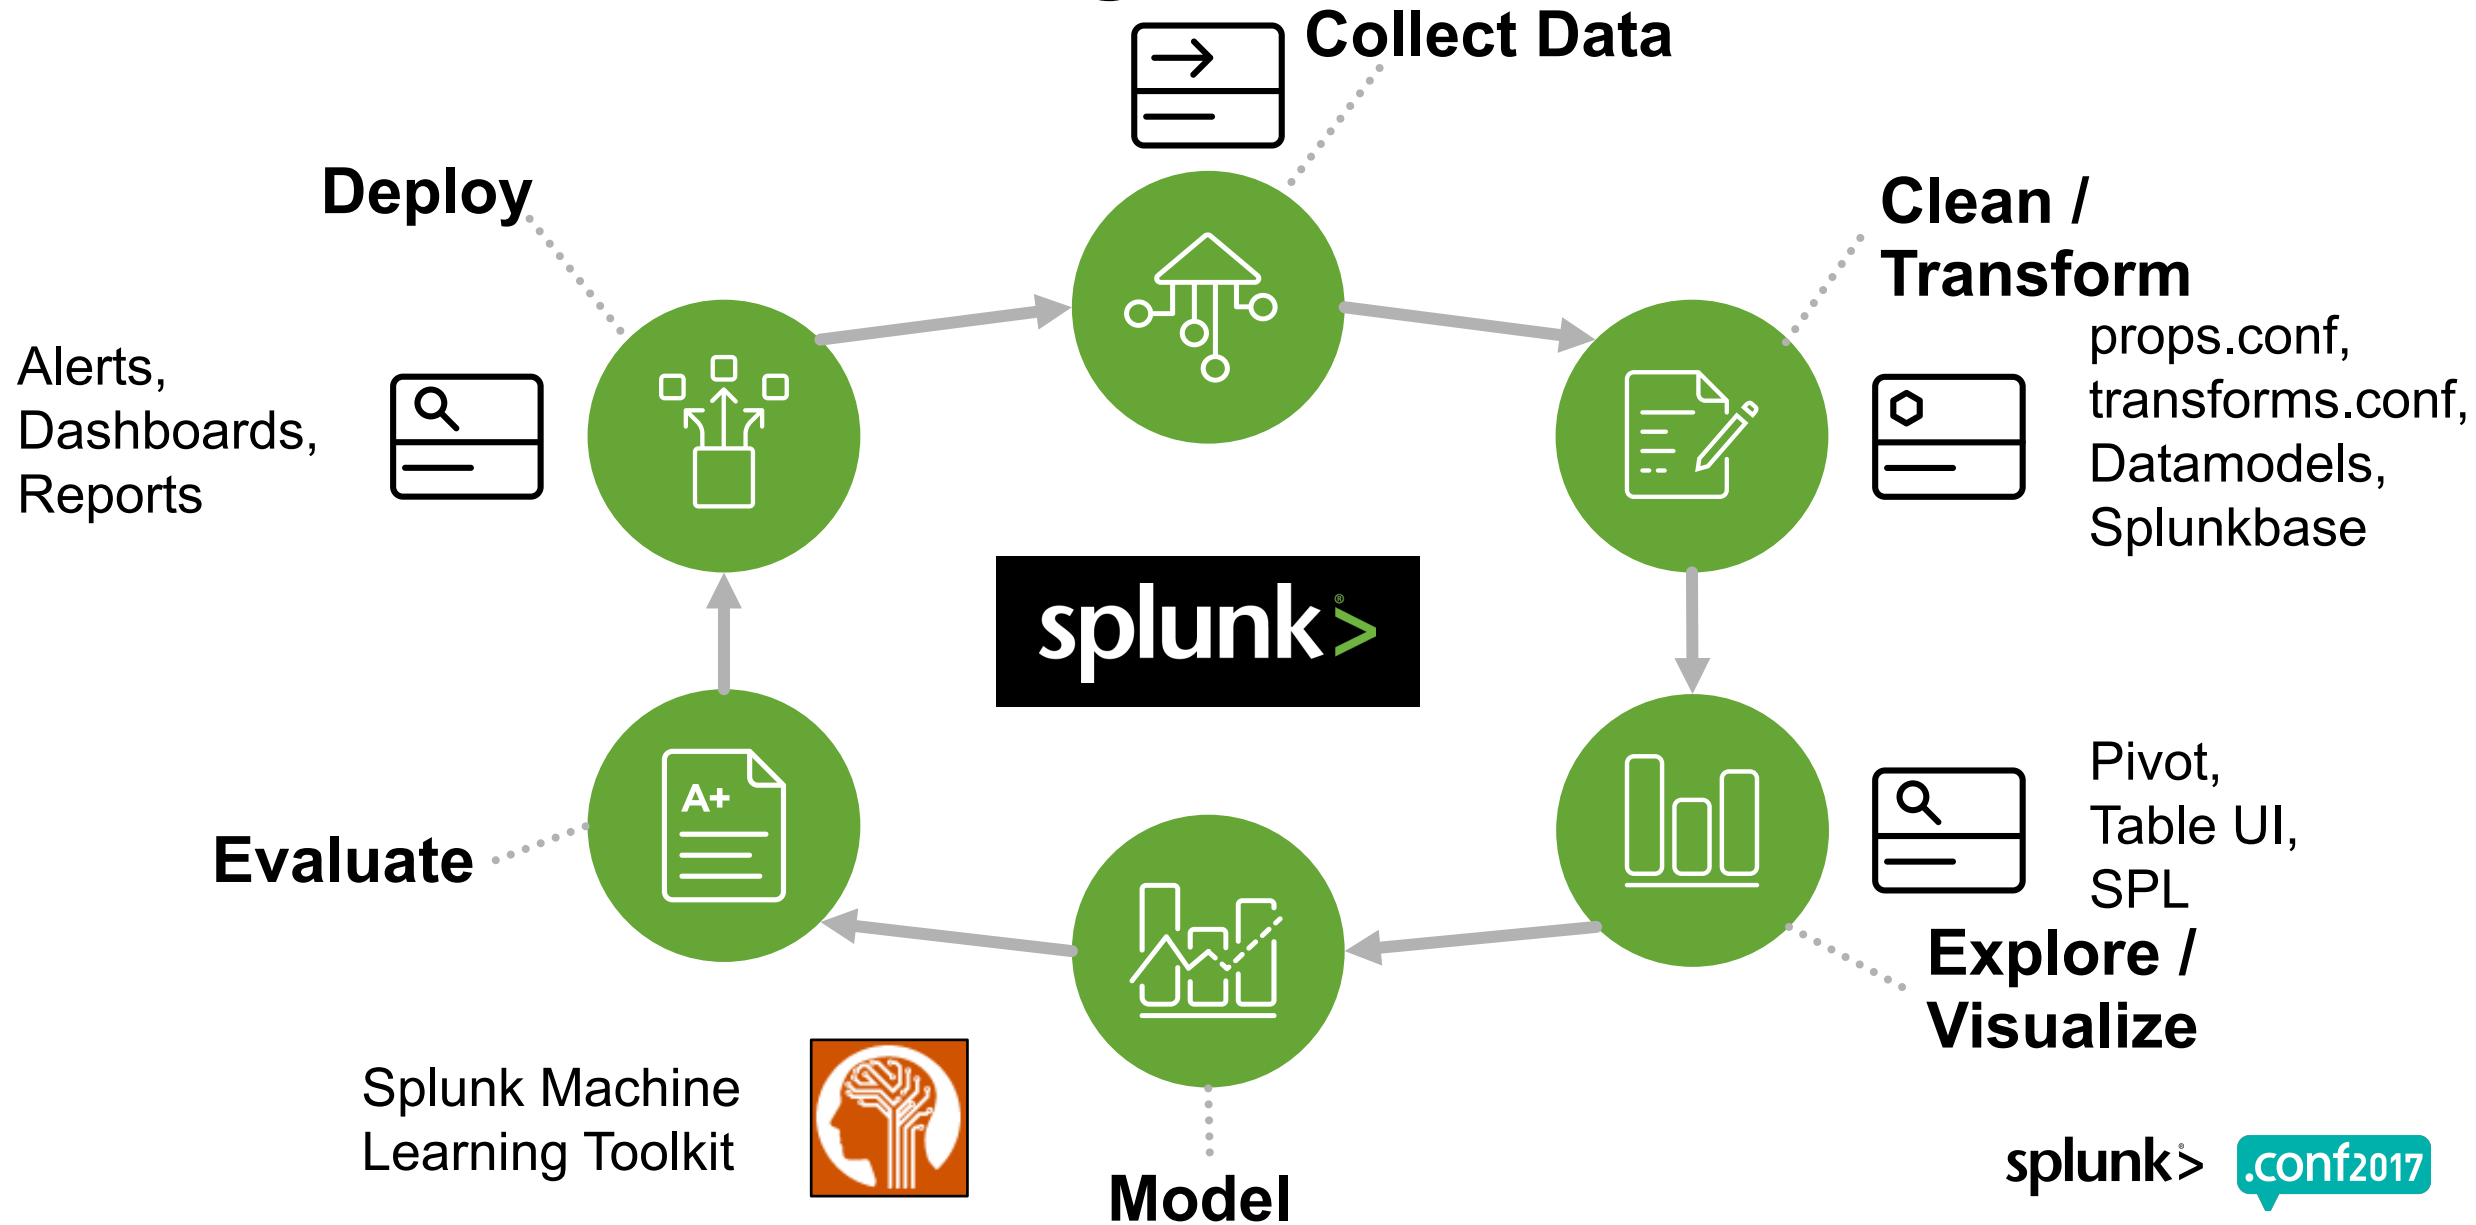 Collect Data
Deploy
Clean /
Transform
props.conf,
transforms.conf,
Datamodels,
Splunkbase
Alerts,
Dashboards,
Reports
splunk>®
A+
Evaluate
Pivot,
Table UI,
SPL
Explore /
Visualize
Splunk Machine
Learning Toolkit
Model
splunk>® .conf2017